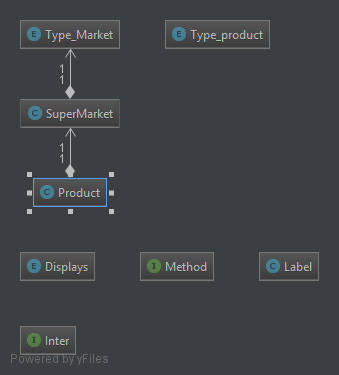 E Type_Market
E Type_product
1
1
C SuperMarket
1
1
C Product
E Displays
I Method
C Label
I Inter
Powered by yFiles